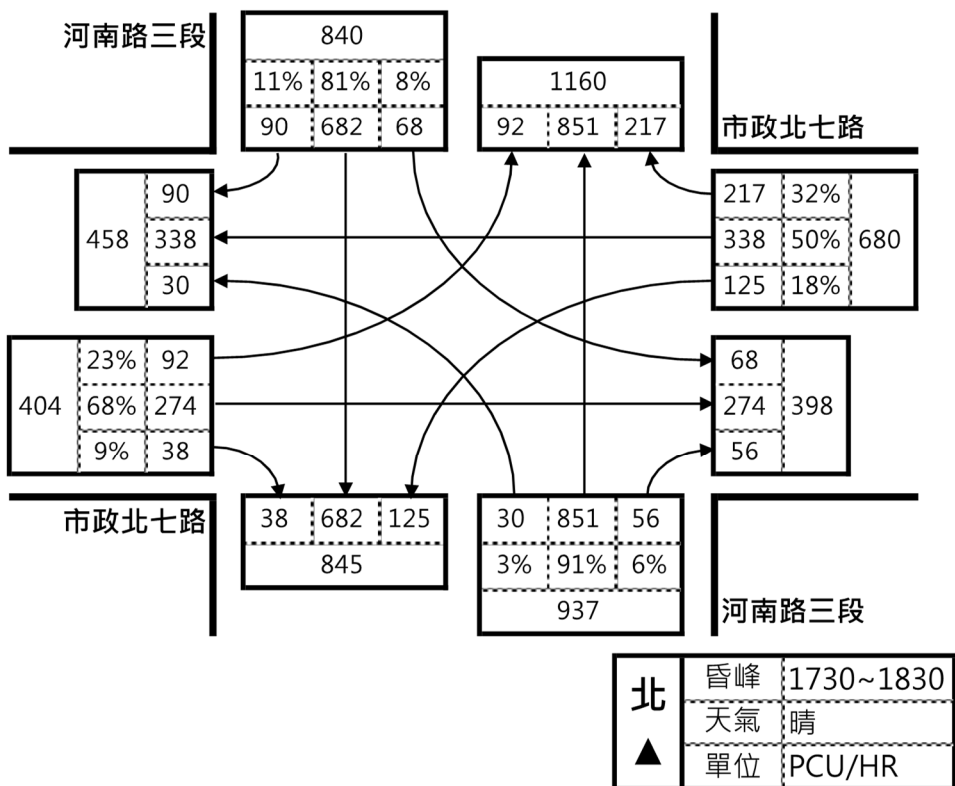 河南路三段
840
11% 81% 8%
90 682 68
1160
92 851 217
市政北七路
458
90
338
30
217 32%
338 50%
125 18%
680
404
23% 92
68% 274
9% 38
68
274
56
398
市政北七路
38 682 125
845
30 851 56
3% 91% 6%
937
河南路三段
北
▲
昏峰 1730~1830
天氣 晴
單位 PCU/HR